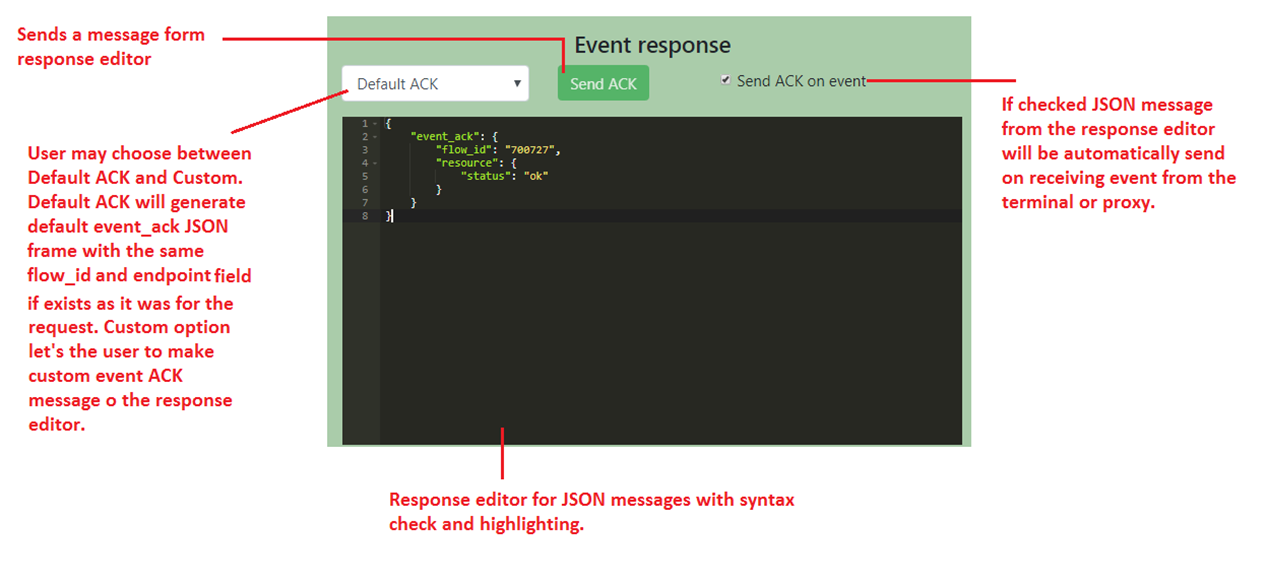 Sends a message form
response editor
Event response
Default ACK
Send ACK
Send ACK on event
If checked JSON message
from the response editor
will be automatically send
on receiving event from the
terminal or proxy.
User may choose between
Default ACK and Custom.
Default ACK will generate
default event_ack JSON
frame with the same
flow_id and endpoint field
if exists as it was for the
request. Custom option
let's the user to make
custom event ACK
message o the response
editor.
1 {
2 "event_ack": {
3 "flow_id": "700727",
4 "resource": {
5 "status": "ok"
6 }
7 }
8 }
Response editor for JSON messages with syntax
check and highlighting.